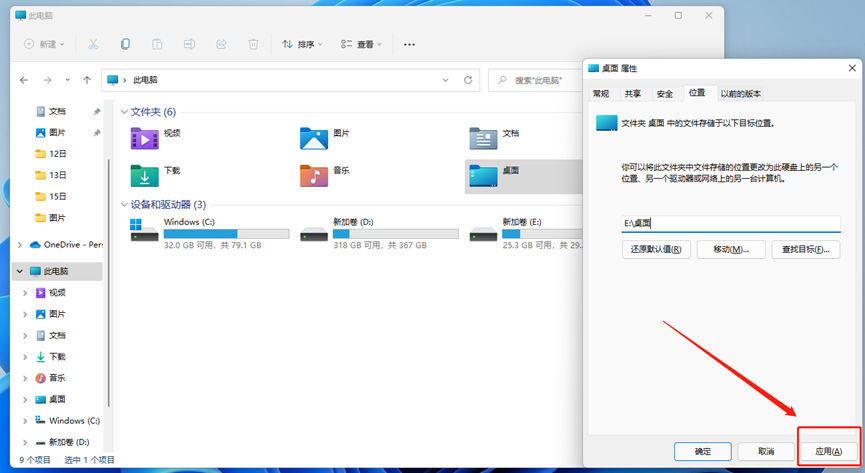 此电脑
新建
排序
查看
此电脑
搜索"此电脑"
文档
图片
12日
13日
15日
图片
OneDrive - Pers
此电脑
视频
图片
文档
下载
音乐
桌面
Windows (C:)
新加卷 (D:)
文件夹 (6)
视频
图片
文档
下载
音乐
桌面
设备和驱动器 (3)
Windows (C:)
32.0 GB 可用，共 79.1 GB
新加卷 (D:)
318 GB 可用，共 367 GB
新加卷 (E:)
25.3 GB 可用，共 29.
9 个项目 选中 1 个项目
桌面 属性
常规 共享 安全 位置 以前的版本
文件夹 桌面 中的文件存储于以下目标位置。
你可以将此文件夹中文件存储的位置更改为此硬盘上的另一个
位置、另一个驱动器或网络上的另一台计算机。
E:\桌面
还原默认值(R) 移动(M)... 查找目标(F)...
确定 取消 应用(A)